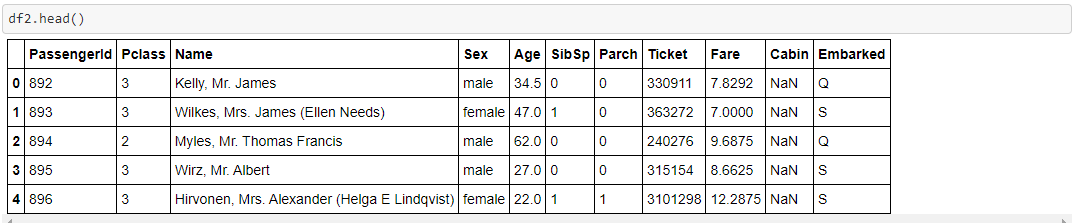 df2.head()
PassengerId Pclass Name Sex Age SibSp Parch Ticket Fare Cabin Embarked
0 892 3 Kelly, Mr. James male 34.5 0 0 330911 7.8292 NaN Q
1 893 3 Wilkes, Mrs. James (Ellen Needs) female 47.0 1 0 363272 7.0000 NaN S
2 894 2 Myles, Mr. Thomas Francis male 62.0 0 0 240276 9.6875 NaN Q
3 895 3 Wirz, Mr. Albert male 27.0 0 0 315154 8.6625 NaN S
4 896 3 Hirvonen, Mrs. Alexander (Helga E Lindqvist) female 22.0 1 1 3101298 12.2875 NaN S